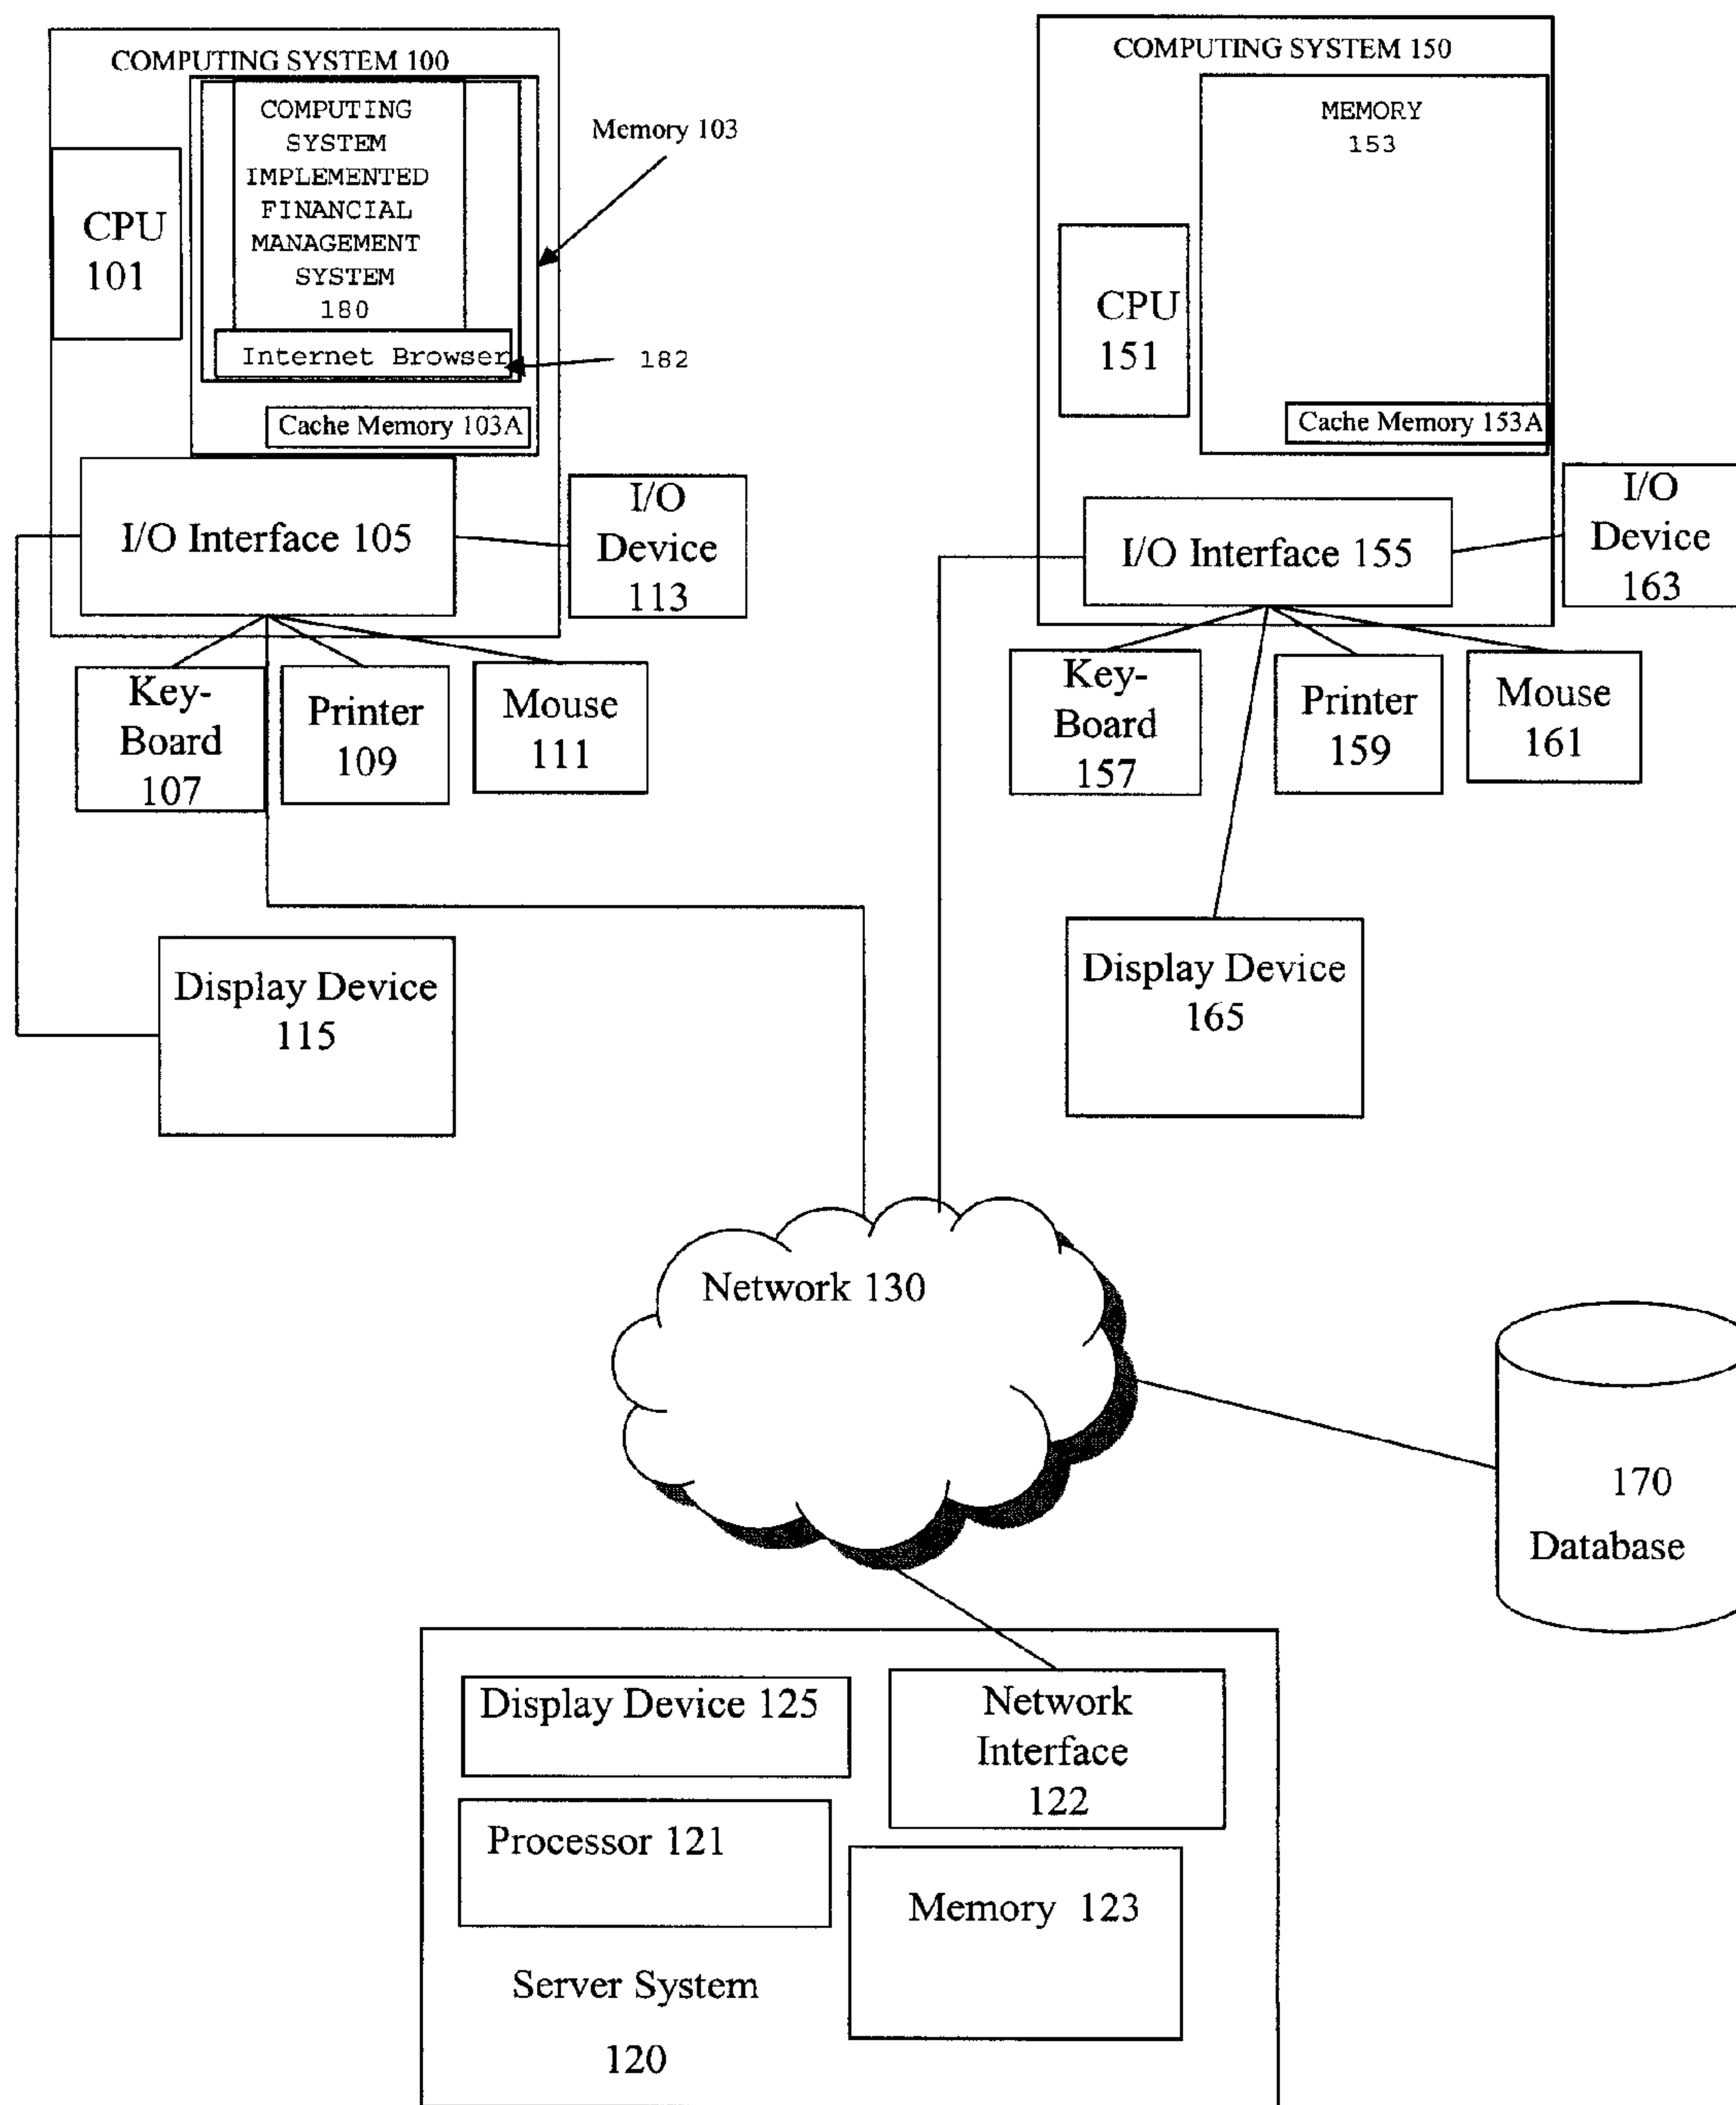 COMPUTING SYSTEM 100
COMPUTING
SYSTEM
IMPLEMENTED
FINANCIAL
MANAGEMENT
SYSTEM
180
Internet Browser
182
Memory 103
CPU
101
Cache Memory 103A
I/O Interface 105
I/O
Device
113
Key-
Board
107
Printer
109
Mouse
111
Display Device
115
COMPUTING SYSTEM 150
MEMORY
153
CPU
151
Cache Memory 153A
I/O Interface 155
I/O
Device
163
Key-
Board
157
Printer
159
Mouse
161
Display Device
165
Network 130
170
Database
Display Device 125
Network
Interface
122
Processor 121
Memory 123
Server System
120